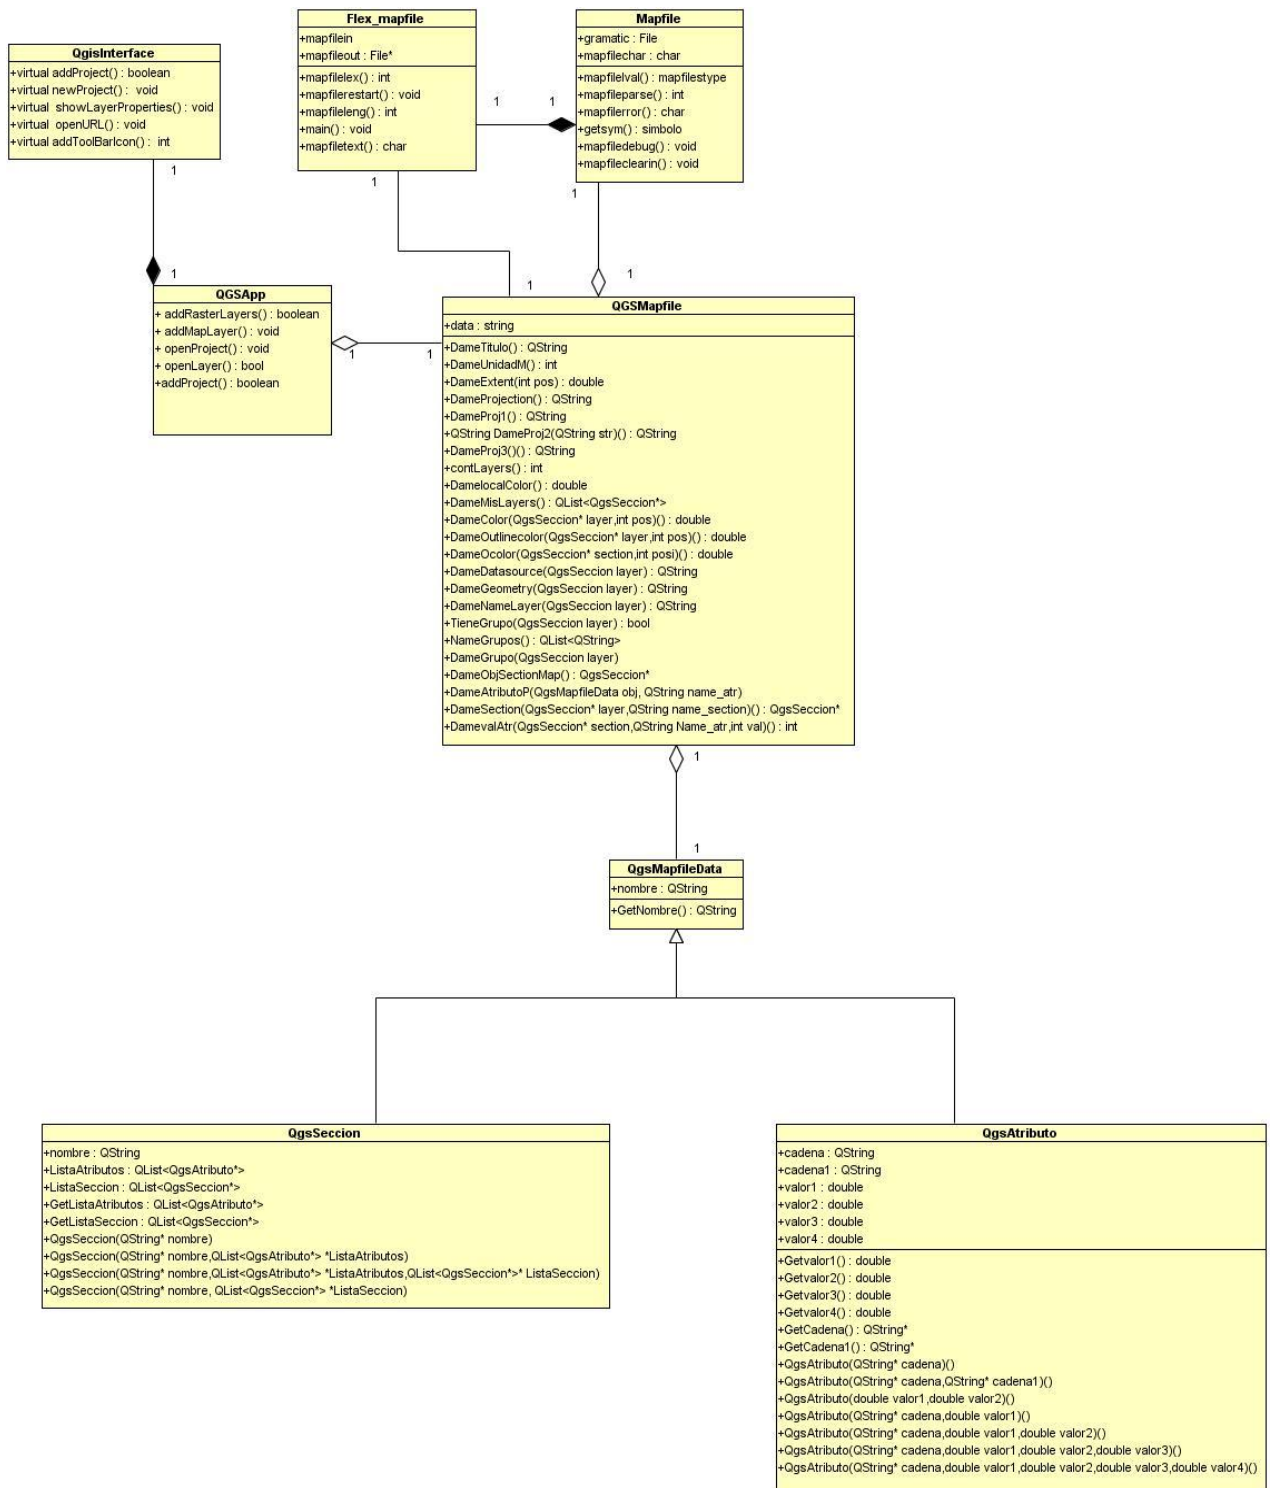 QgisInterface
+virtual addProject() : boolean
+virtual newProject() : void
+virtual showLayerProperties() : void
+virtual openURL() : void
+virtual addToolBarIcon() : int
1
Flex_mapfile
+mapfilein
+mapfileout : File*
+mapfilelex() : int
+mapfilerestart() : void
+mapfileleng() : int
+main() : void
+mapfiletext() : char
1
1
1
Mapfile
+gramatic : File
+mapfilechar : char
+mapfilelval() : mapfilestype
+mapfileparse() : int
+mapfilerror() : char
+getsym() : simbolo
+mapfiledebug() : void
+mapfileclearin() : void
1
1
1
1
QGSApp
+ addRasterLayers() : boolean
+ addMapLayer() : void
+ openProject() : void
+ openLayer() : bool
+addProject() : boolean
1
1
QGSMapfile
+data : string
+DameTitulo() : QString
+DameUnidadM() : int
+DameExtent(int pos) : double
+DameProjection() : QString
+DameProj1() : QString
+QString DameProj2(QString str)() : QString
+DameProj3()() : QString
+contLayers() : int
+DamelocalColor() : double
+DameMisLayers() : QList<QgsSeccion*>
+DameColor(QgsSeccion* layer,int pos)() : double
+DameOutlinecolor(QgsSeccion* layer,int pos)() : double
+DameOcolor(QgsSeccion* section,int posi)() : double
+DameDatasource(QgsSeccion layer) : QString
+DameGeometry(QgsSeccion layer) : QString
+DameNameLayer(QgsSeccion layer) : QString
+TieneGrupo(QgsSeccion layer) : bool
+NameGrupos() : QList<QString>
+DameGrupo(QgsSeccion layer)
+DameObjSectionMap() : QgsSeccion*
+DameAtributoP(QgsMapfileData obj, QString name_atr)
+DameSection(QgsSeccion* layer,QString name_section)() : QgsSeccion*
+DamevalAtr(QgsSeccion* section,QString Name_atr,int val)() : int
1
1
QgsMapfileData
+nombre : QString
+GetNombre() : QString
QgsSeccion
+nombre : QString
+ListaAtributos : QList<QgsAtributo*>
+ListaSeccion : QList<QgsSeccion*>
+GetListaAtributos : QList<QgsAtributo*>
+GetListaSeccion : QList<QgsSeccion*>
+QgsSeccion(QString* nombre)
+QgsSeccion(QString* nombre,QList<QgsAtributo*> *ListaAtributos)
+QgsSeccion(QString* nombre,QList<QgsAtributo*> *ListaAtributos,QList<QgsSeccion*>* ListaSeccion)
+QgsSeccion(QString* nombre, QList<QgsSeccion*> *ListaSeccion)
QgsAtributo
+cadena : QString
+cadena1 : QString
+valor1 : double
+valor2 : double
+valor3 : double
+valor4 : double
+Getvalor1() : double
+Getvalor2() : double
+Getvalor3() : double
+Getvalor4() : double
+GetCadena() : QString*
+GetCadena1() : QString*
+QgsAtributo(QString* cadena)()
+QgsAtributo(QString* cadena,QString* cadena1)()
+QgsAtributo(double valor1,double valor2)()
+QgsAtributo(QString* cadena,double valor1)()
+QgsAtributo(QString* cadena,double valor1,double valor2)()
+QgsAtributo(QString* cadena,double valor1,double valor2,double valor3)()
+QgsAtributo(QString* cadena,double valor1,double valor2,double valor3,double valor4)()